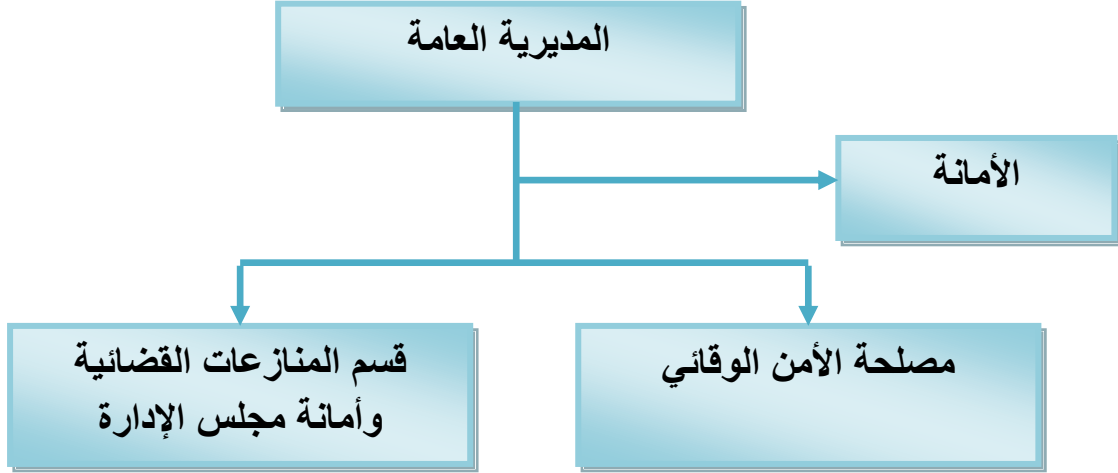 المديرية العامة
الأمانة
مصلحة الأمن الوقائي
قسم المنازعات القضائية
وأمانة مجلس الإدارة